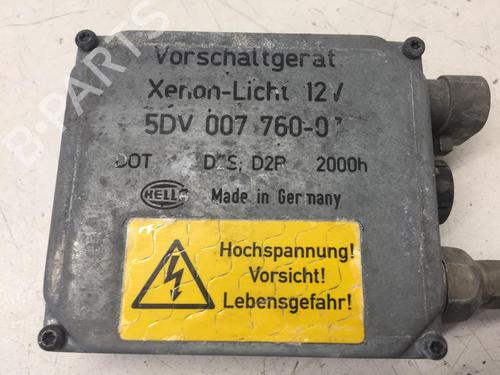 Vorschaltgerät
Xenon-Licht 12V
5DV 007 760-0
DOT D2S; D2R 2000h
HELLA Made in Germany
Hochspannung!
Vorsicht!
Lebensgefahr!
B-PARTS